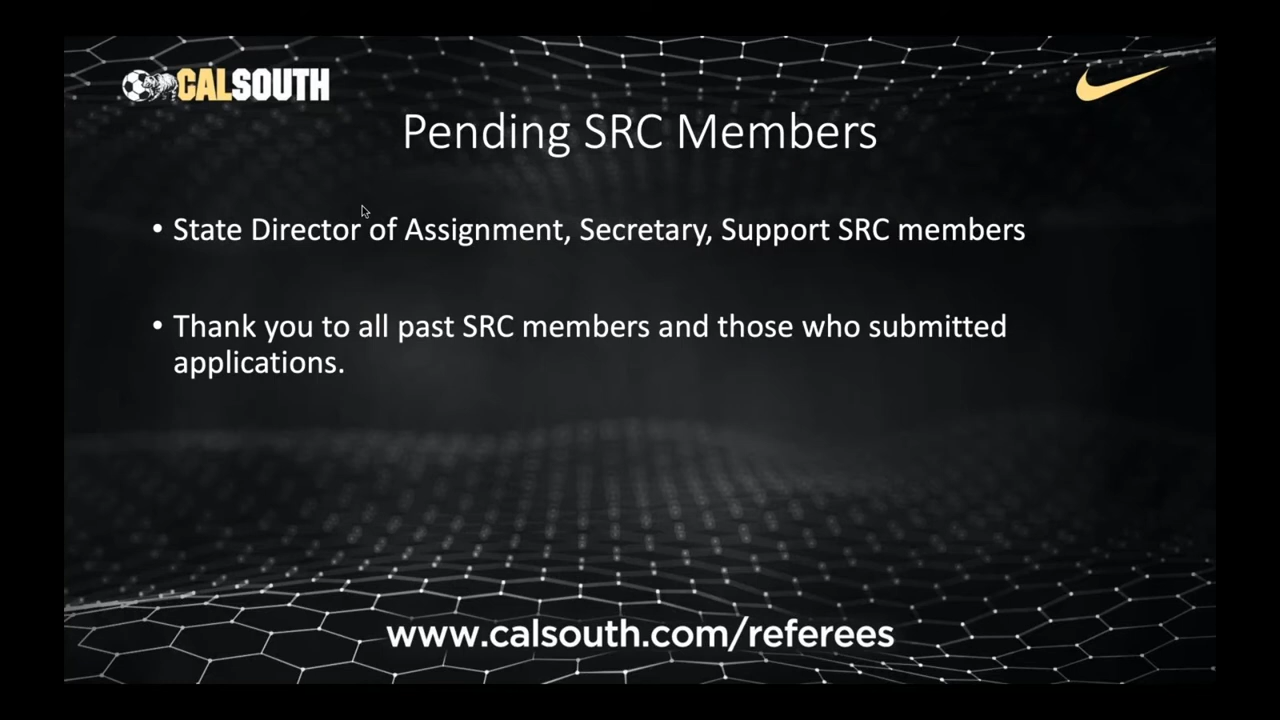 CALSOUTH
Pending SRC Members
• State Director of Assignment, Secretary, Support SRC members
• Thank you to all past SRC members and those who submitted
applications.
www.calsouth.com/referees